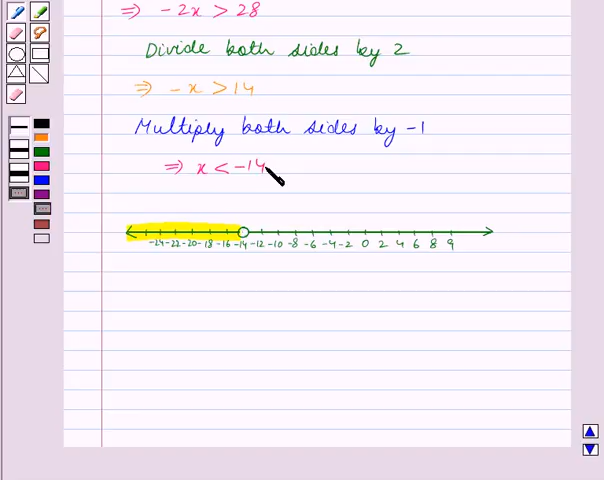 ⇒ -2x > 28
Divide both sides by 2
⇒ -x > 14
Multiply both sides by -1
⇒ x < -14
-24 -22 -20 -18 -16 -14 -12 -10 -8 -6 -4 -2 0 2 4 6 8 9